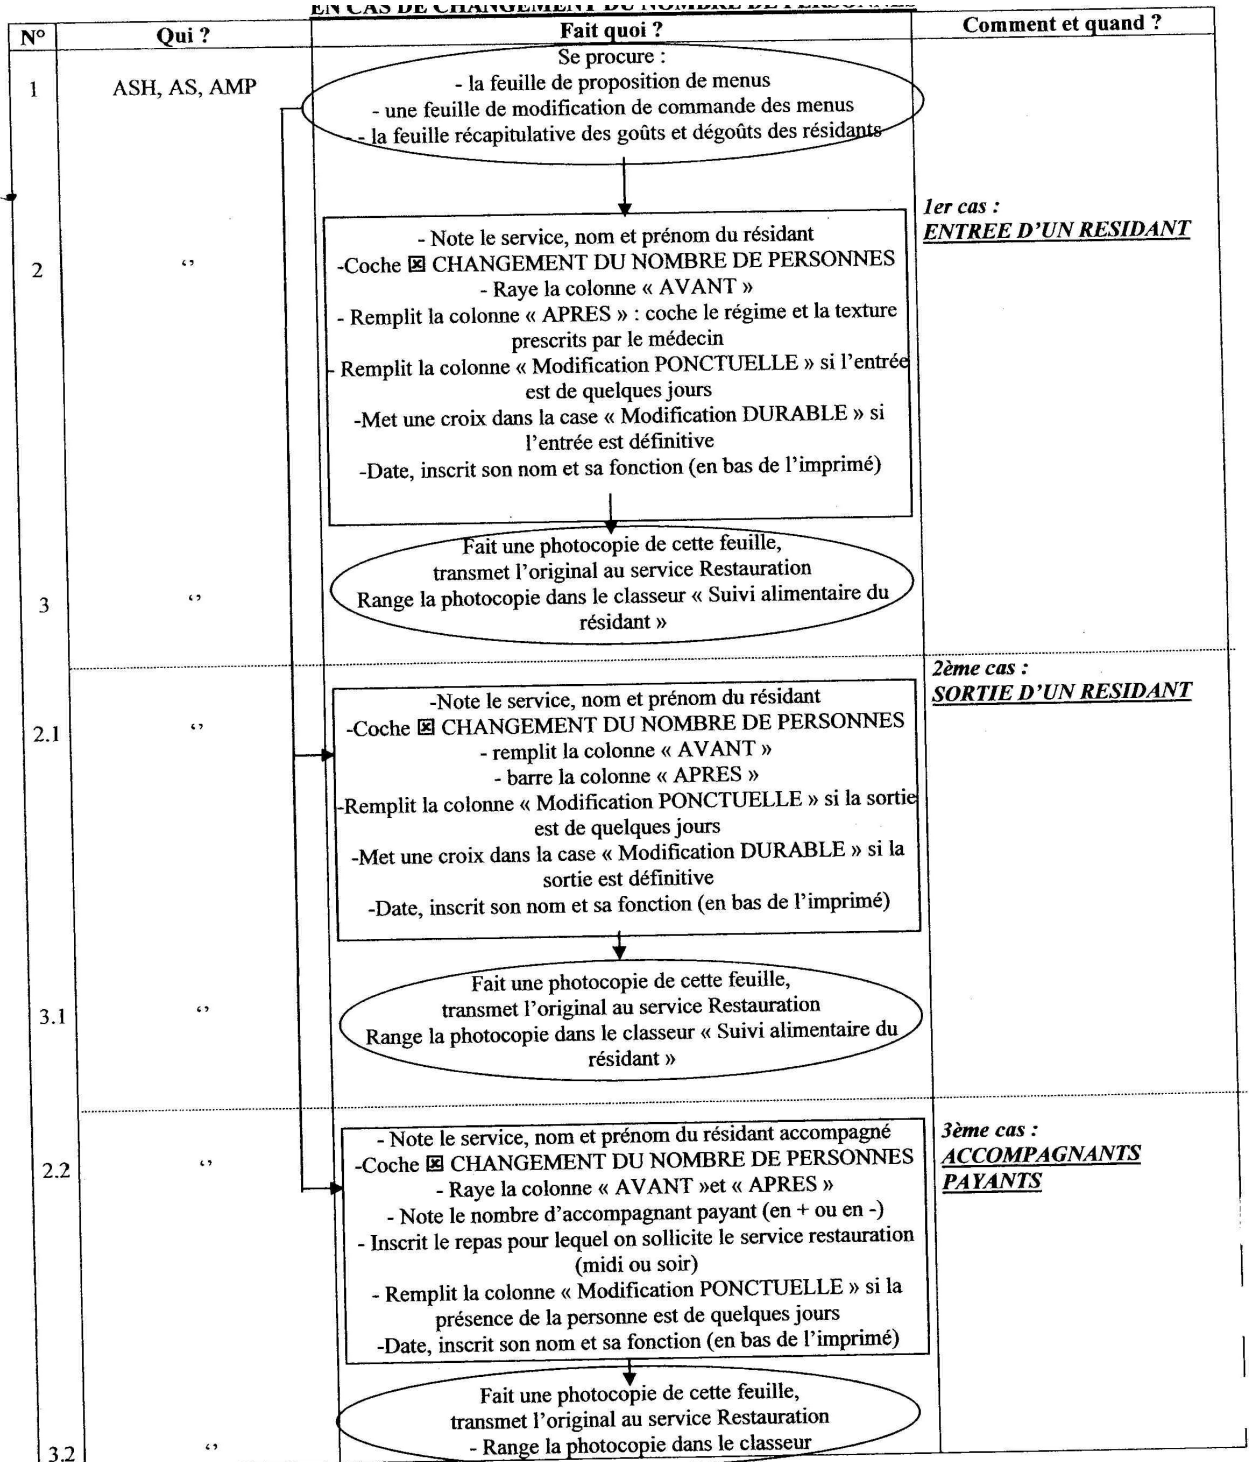 EN CAS DE CHANGEMENT DU NOMBRE DE PERSONNES
N° Qui ? Fait quoi ? Comment et quand ?
1 ASH, AS, AMP
Se procure :
- la feuille de proposition de menus
- une feuille de modification de commande des menus
- - la feuille récapitulative des goûts et dégoûts des résidants
1er cas :
ENTREE D'UN RESIDANT
2 ‘’
- Note le service, nom et prénom du résidant
-Coche ☒ CHANGEMENT DU NOMBRE DE PERSONNES
- Raye la colonne « AVANT »
- Remplit la colonne « APRES » : coche le régime et la texture
prescrits par le médecin
- Remplit la colonne « Modification PONCTUELLE » si l'entrée
est de quelques jours
-Met une croix dans la case « Modification DURABLE » si
l'entrée est définitive
-Date, inscrit son nom et sa fonction (en bas de l'imprimé)
3 ‘’
Fait une photocopie de cette feuille,
transmet l'original au service Restauration
Range la photocopie dans le classeur « Suivi alimentaire du
résidant »
2ème cas :
SORTIE D'UN RESIDANT
2.1 ‘’
-Note le service, nom et prénom du résidant
-Coche ☒ CHANGEMENT DU NOMBRE DE PERSONNES
- remplit la colonne « AVANT »
- barre la colonne « APRES »
-Remplit la colonne « Modification PONCTUELLE » si la sortie
est de quelques jours
-Met une croix dans la case « Modification DURABLE » si la
sortie est définitive
-Date, inscrit son nom et sa fonction (en bas de l'imprimé)
3.1 ‘’
Fait une photocopie de cette feuille,
transmet l'original au service Restauration
Range la photocopie dans le classeur « Suivi alimentaire du
résidant »
3ème cas :
ACCOMPAGNANTS
PAYANTS
2.2 ‘’
- Note le service, nom et prénom du résidant accompagné
-Coche ☒ CHANGEMENT DU NOMBRE DE PERSONNES
- Raye la colonne « AVANT »et « APRES »
- Note le nombre d'accompagnant payant (en + ou en -)
- Inscrit le repas pour lequel on sollicite le service restauration
(midi ou soir)
- Remplit la colonne « Modification PONCTUELLE » si la
présence de la personne est de quelques jours
-Date, inscrit son nom et sa fonction (en bas de l'imprimé)
3.2 ‘’
Fait une photocopie de cette feuille,
transmet l'original au service Restauration
- Range la photocopie dans le classeur